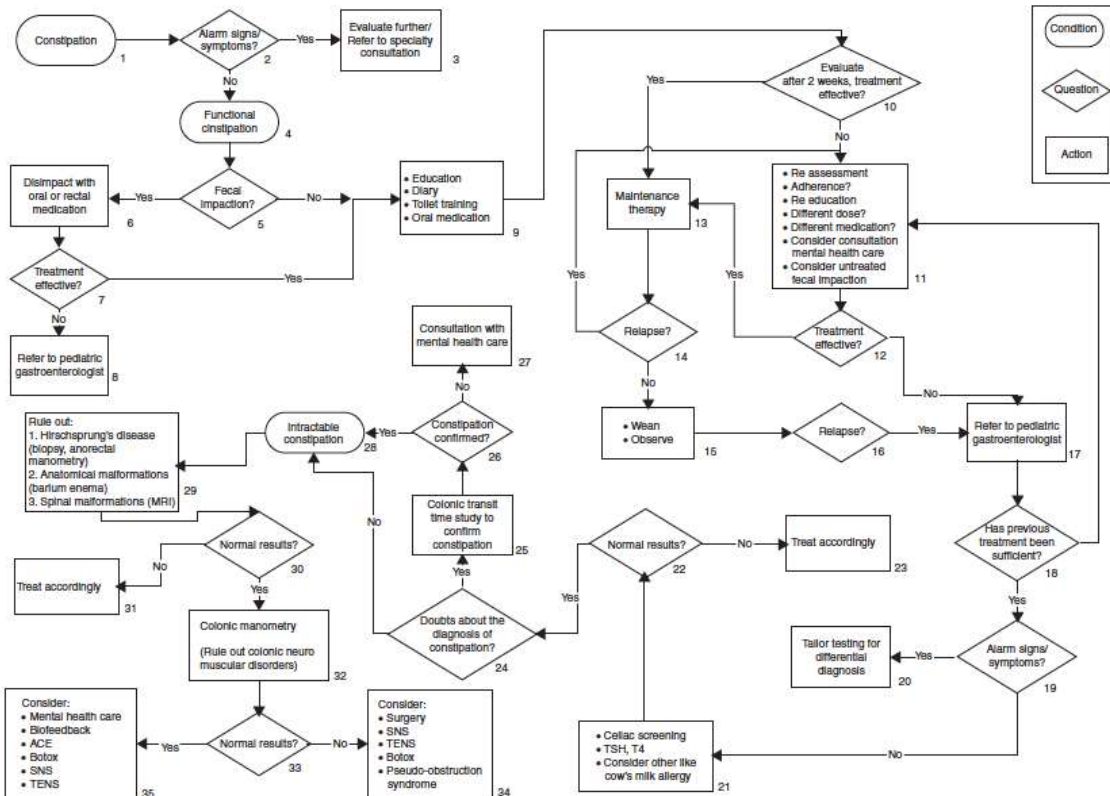 Constipation
1
Alarm signs/
symptoms?
2
Yes
Evaluate further/
Refer to specialty
consultation
3
No
Functional
cinstipation
4
Fecal
impaction?
5
Yes
Disimpact with
oral or rectal
medication
6
No
• Education
• Diary
• Toilet training
• Oral medication
9
Treatment
effective?
7
Yes
No
Refer to pediatric
gastroenterologist
8
Evaluate
after 2 weeks, treatment
effective?
10
Yes
No
Maintenance
therapy
13
• Re assessment
• Adherence?
• Re education
• Different dose?
• Different medication?
• Consider consultation
mental health care
• Consider untreated
fecal impaction
11
Treatment
effective?
12
Yes
No
Relapse?
14
Yes
No
• Wean
• Observe
15
Relapse?
16
Yes
Refer to pediatric
gastroenterologist
17
Has previous
treatment been
sufficient?
18
No
Yes
Alarm signs/
symptoms?
19
Yes
Tailor testing for
differential
diagnosis
20
No
• Celiac screening
• TSH, T4
• Consider other like
cow's milk allergy
21
Normal results?
22
No
Treat accordingly
23
Yes
Doubts about the
diagnosis of
constipation?
24
Yes
No
Colonic transit
time study to
confirm
constipation
25
Constipation
confirmed?
26
No
Consultation with
mental health care
27
Yes
Intractable
constipation
28
Rule out:
1. Hirschsprung's disease
(biopsy, anorectal
manometry)
2. Anatomical malformations
(barium enema)
3. Spinal malformations (MRI)
29
Normal results?
30
No
Treat accordingly
31
Yes
Colonic manometry
(Rule out colonic neuro
muscular disorders)
32
Normal results?
33
No
Consider:
• Surgery
• SNS
• TENS
• Botox
• Pseudo-obstruction
syndrome
34
Yes
Consider:
• Mental health care
• Biofeedback
• ACE
• Botox
• SNS
• TENS
35
Condition
Question
Action